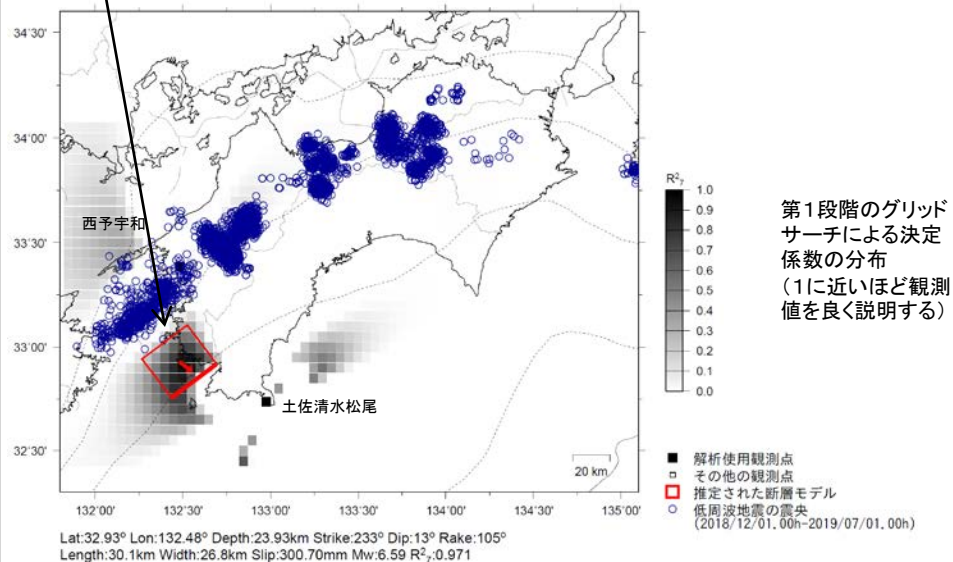 34°30'
34°00'
33°30'
33°00'
32°30'
132°00'
132°30'
133°00'
133°30'
134°00'
134°30'
135°00'
西予宇和
土佐清水松尾
20 km
R²₇
1.0
0.9
0.8
0.7
0.6
0.5
0.4
0.3
0.2
0.1
0.0
第１段階のグリッド
サーチによる決定
係数の分布
(１に近いほど観測
値を良く説明する)
解析使用観測点
その他の観測点
推定された断層モデル
低周波地震の震央
(2018/12/01.00h-2019/07/01.00h)
Lat:32.93° Lon:132.48° Depth:23.93km Strike:233° Dip:13° Rake:105°
Length:30.1km Width:26.8km Slip:300.70mm Mw:6.59 R²₇:0.971